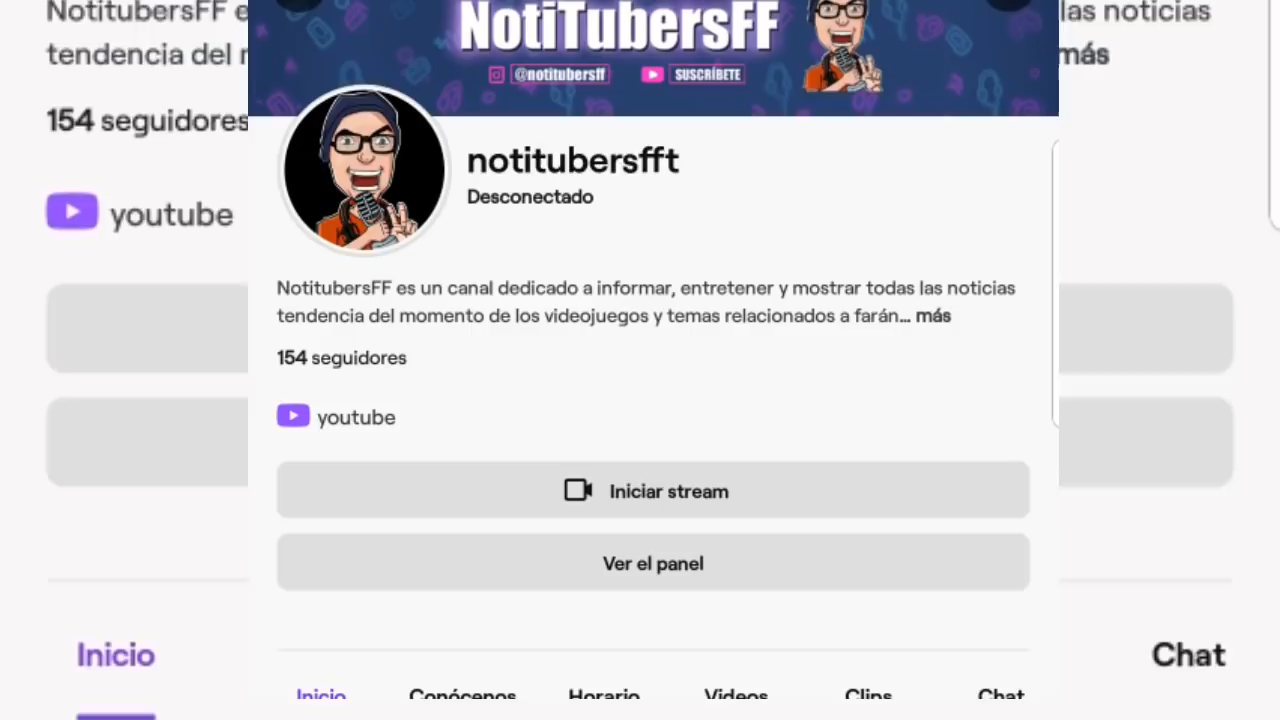 NotitubersFF e
las noticias
tendencia del
más
154 seguidores
youtube
Inicio
Chat
NotiTubersFF
@notitubersff
SUSCRÍBETE
notitubersfft
Desconectado
NotitubersFF es un canal dedicado a informar, entretener y mostrar todas las noticias
tendencia del momento de los videojuegos y temas relacionados a farán... más
154 seguidores
youtube
Iniciar stream
Ver el panel
Inicio Conócenos Horario Videos Clips Chat